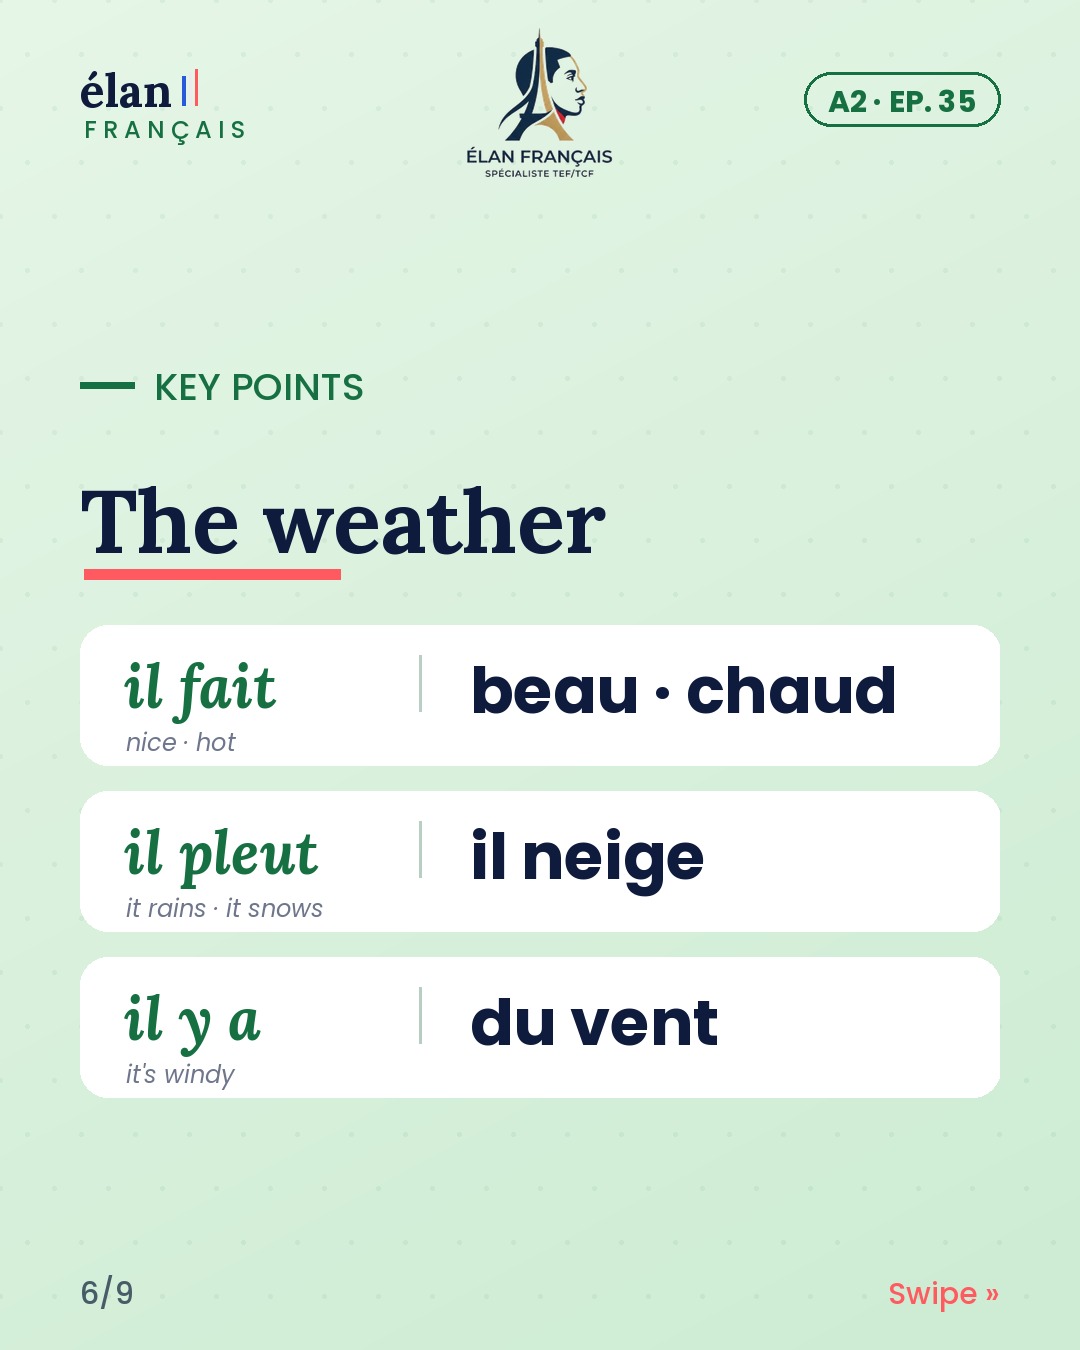 élan
FRANÇAIS
ÉLAN FRANÇAIS
SPÉCIALISTE TEF/TCF
A2 · EP. 35
KEY POINTS
The weather
il fait
beau · chaud
nice · hot
il pleut
il neige
it rains · it snows
il y a
du vent
it's windy
6/9
Swipe »